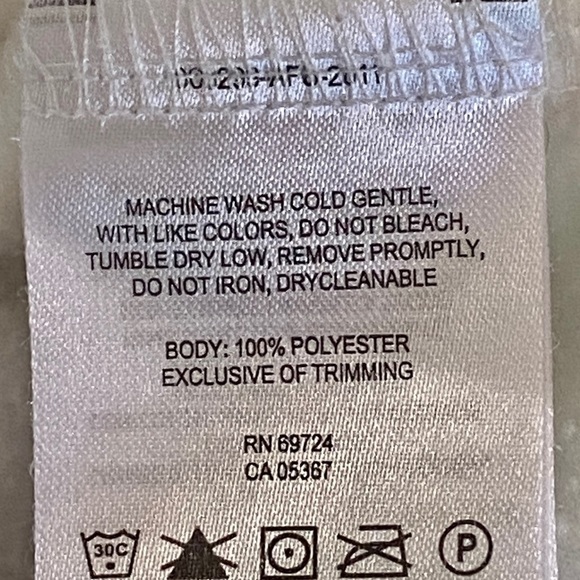 MACHINE WASH COLD GENTLE,
WITH LIKE COLORS, DO NOT BLEACH,
TUMBLE DRY LOW, REMOVE PROMPTLY,
DO NOT IRON, DRYCLEANABLE
BODY: 100% POLYESTER
EXCLUSIVE OF TRIMMING
RN 69724
CA 05367
30C P